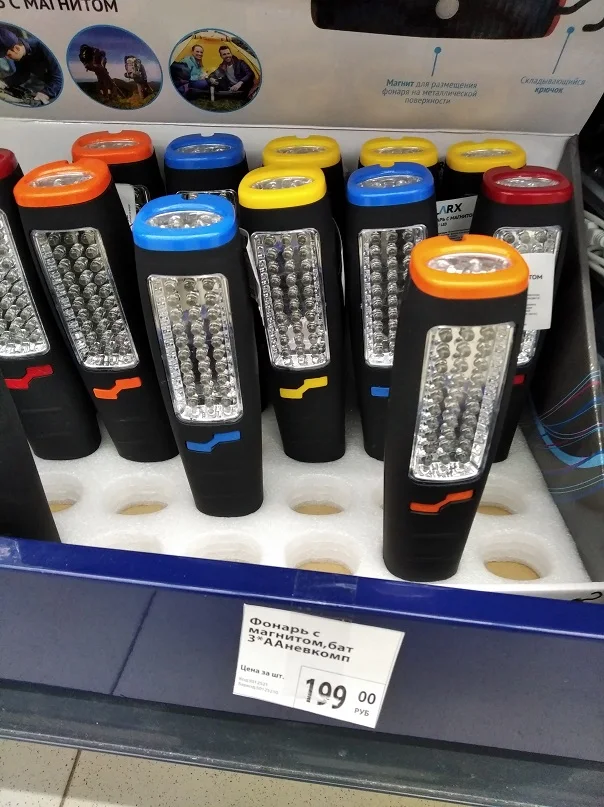 С МАГНИТОМ
Магнит для размещения
фонаря на металлической
поверхности
Складывающийся
крючок
ARX
Фонарь с
магнитом,бат
3*ААневкомп
Цена за шт.
199 00
РУБ